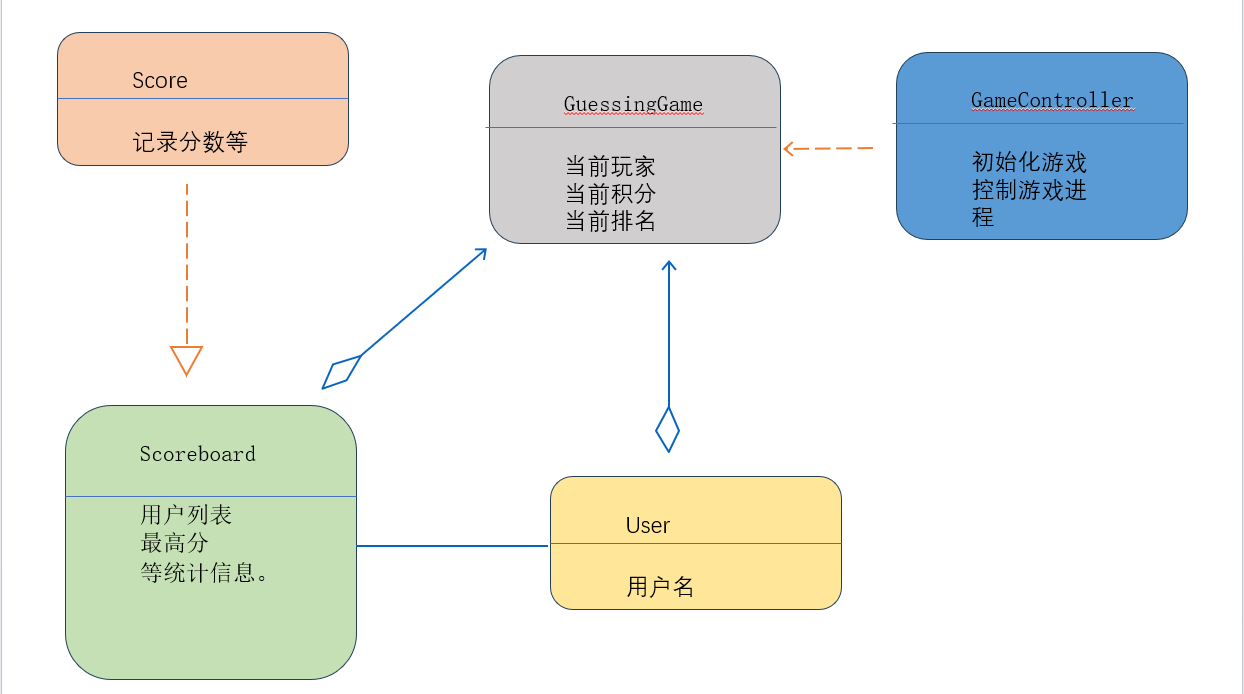 Score
记录分数等
GuessingGame
当前玩家
当前积分
当前排名
GameController
初始化游戏
控制游戏进
程
Scoreboard
用户列表
最高分
等统计信息。
User
用户名